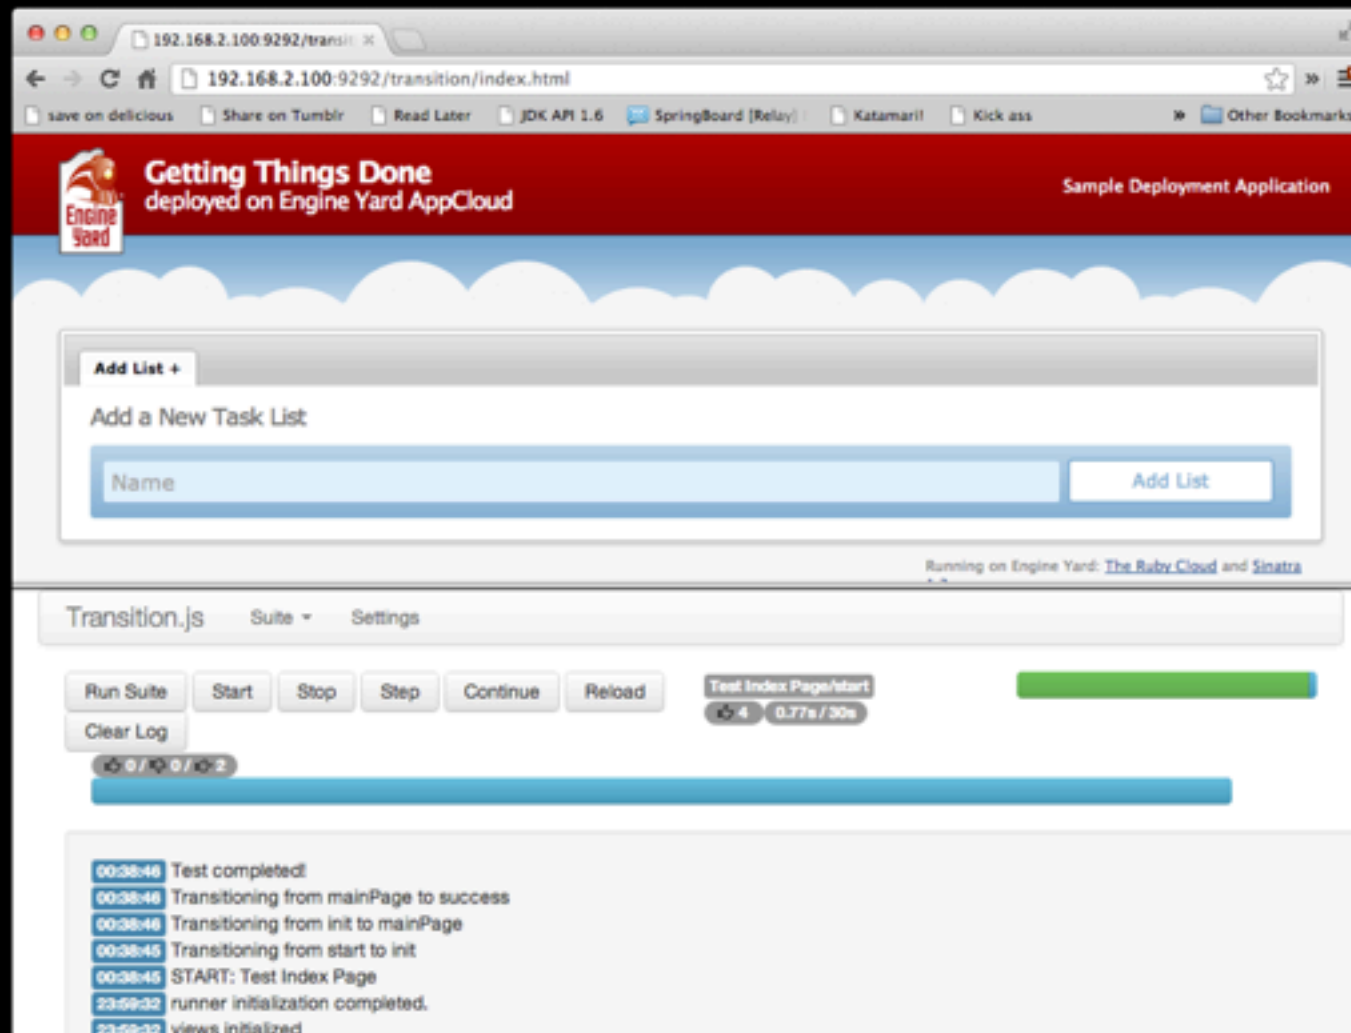 192.168.2.100:9292/transit
192.168.2.100:9292/transition/index.html
save on delicious Share on Tumblr Read Later JDK API 1.6 SpringBoard [Relay] Katamari! Kick ass » Other Bookmarks
Engine
Yard
Getting Things Done
deployed on Engine Yard AppCloud
Sample Deployment Application
Add List +
Add a New Task List
Name
Add List
Running on Engine Yard: The Ruby Cloud and Sinatra
Transition.js Suite Settings
Run Suite Start Stop Step Continue Reload
Clear Log
Test Index Page/start
4 0.77s / 30s
0 / 0 / 2
00:38:46 Test completed!
00:38:46 Transitioning from mainPage to success
00:38:46 Transitioning from init to mainPage
00:38:45 Transitioning from start to init
00:38:45 START: Test Index Page
23:59:32 runner initialization completed.
23:59:32 views initialized